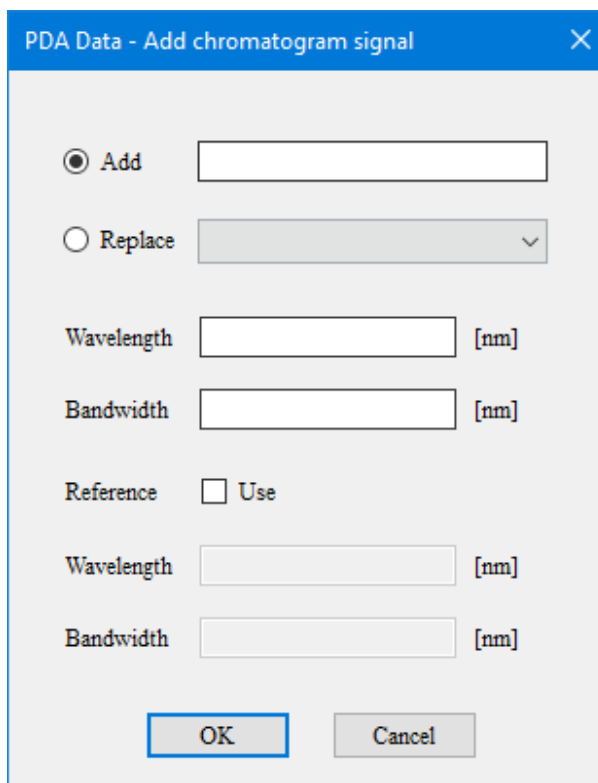 PDA Data - Add chromatogram signal
Add
Replace
Wavelength [nm]
Bandwidth [nm]
Reference Use
Wavelength [nm]
Bandwidth [nm]
OK Cancel